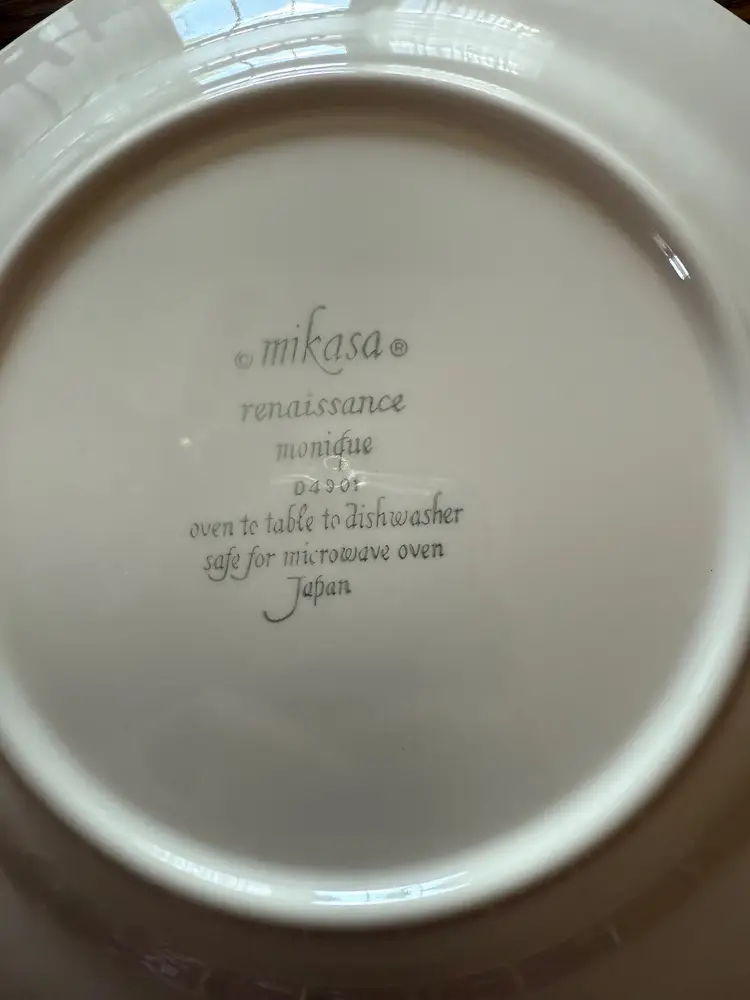 © mikasa ®
renaissance
monique
D4901
oven to table to dishwasher
safe for microwave oven
Japan